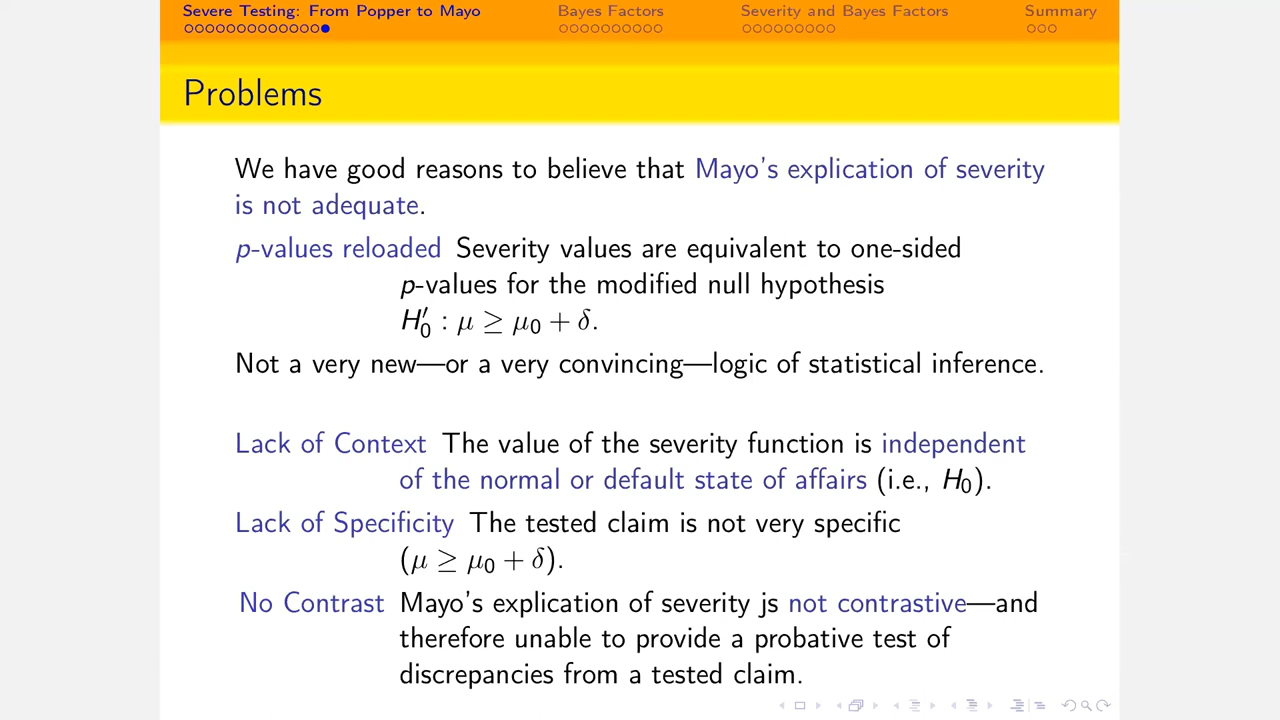 Severe Testing: From Popper to Mayo Bayes Factors Severity and Bayes Factors Summary
Problems
We have good reasons to believe that Mayo's explication of severity
is not adequate.
p-values reloaded Severity values are equivalent to one-sided
p-values for the modified null hypothesis
H′₀ : μ ≥ μ₀ + δ.
Not a very new—or a very convincing—logic of statistical inference.
Lack of Context The value of the severity function is independent
of the normal or default state of affairs (i.e., H₀).
Lack of Specificity The tested claim is not very specific
(μ ≥ μ₀ + δ).
No Contrast Mayo's explication of severity js not contrastive—and
therefore unable to provide a probative test of
discrepancies from a tested claim.